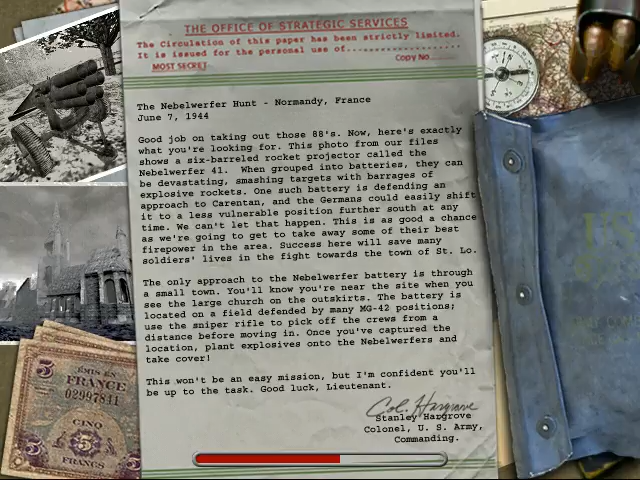 THE OFFICE OF STRATEGIC SERVICES
The Circulation of this paper has been strictly limited.
It is issued for the personal use of....................
MOST SECRET
Copy No......
The Nebelwerfer Hunt - Normandy, France
June 7, 1944
Good job on taking out those 88's. Now, here's exactly
what you're looking for. This photo from our files
shows a six-barreled rocket projector called the
Nebelwerfer 41.  When grouped into batteries, they can
be devastating, smashing targets with barrages of
explosive rockets. One such battery is defending an
approach to Carentan, and the Germans could easily shift
it to a less vulnerable position further south at any
time. We can't let that happen. This is as good a chance
as we're going to get to take away some of their best
firepower in the area. Success here will save many
soldiers' lives in the fight towards the town of St. Lo.
The only approach to the Nebelwerfer battery is through
a small town. You'll know you're near the site when you
see the large church on the outskirts. The battery is
located on a field defended by many MG-42 positions;
use the sniper rifle to pick off the crews from a
distance before moving in. Once you've captured the
location, plant explosives onto the Nebelwerfers and
take cover!
This won't be an easy mission, but I'm confident you'll
be up to the task. Good luck, Lieutenant.
Col. Hargrove
Stanley Hargrove
Colonel, U. S. Army,
Commanding.
5
ÉMIS EN
FRANCE
02997841
CINQ
5
FRANCS
5
US